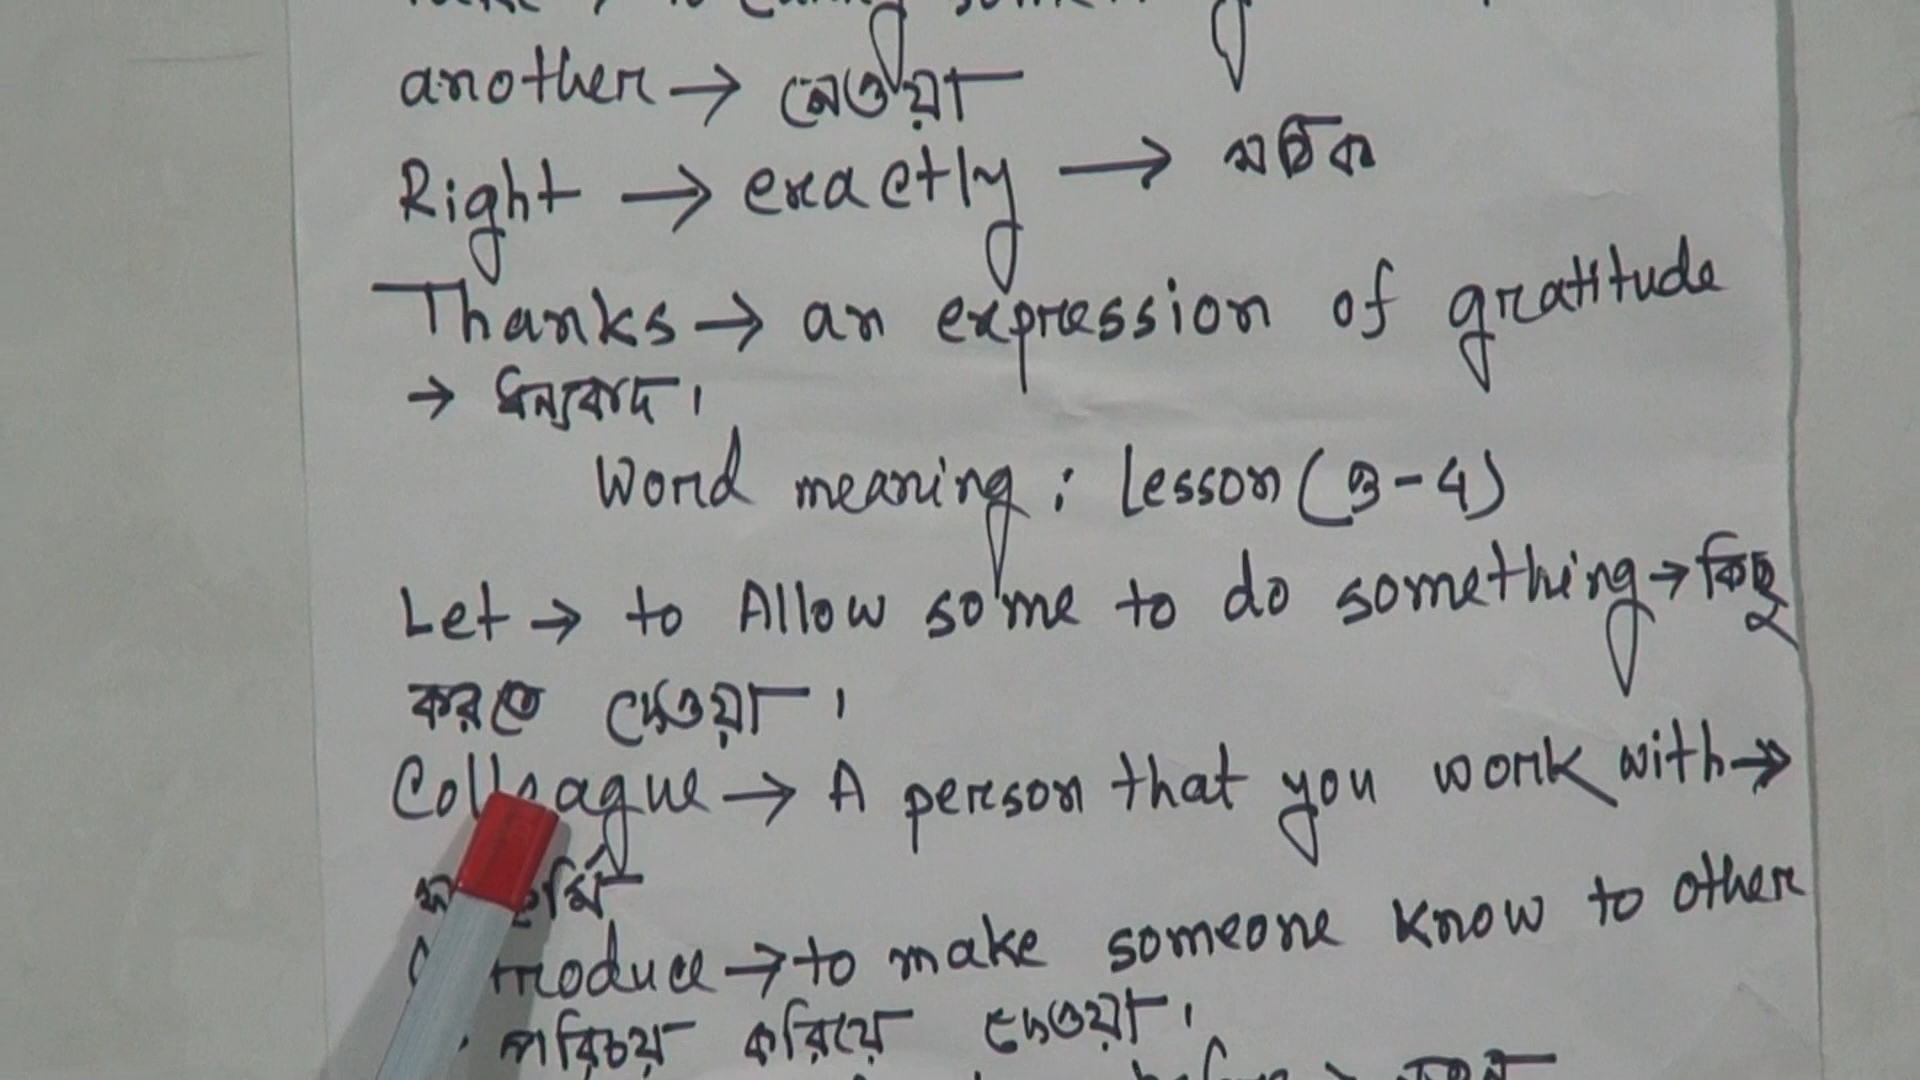 another → নেওয়া
Right → exactly → সঠিক
Thanks → an expression of gratitude
→ ধন্যবাদ।
Word meaning : Lesson (3-4)
Let → to Allow some to do something → কিছু
করতে দেওয়া।
Colleague → A person that you work with →
to make someone know to other
পরিচয় করিয়ে দেওয়া।